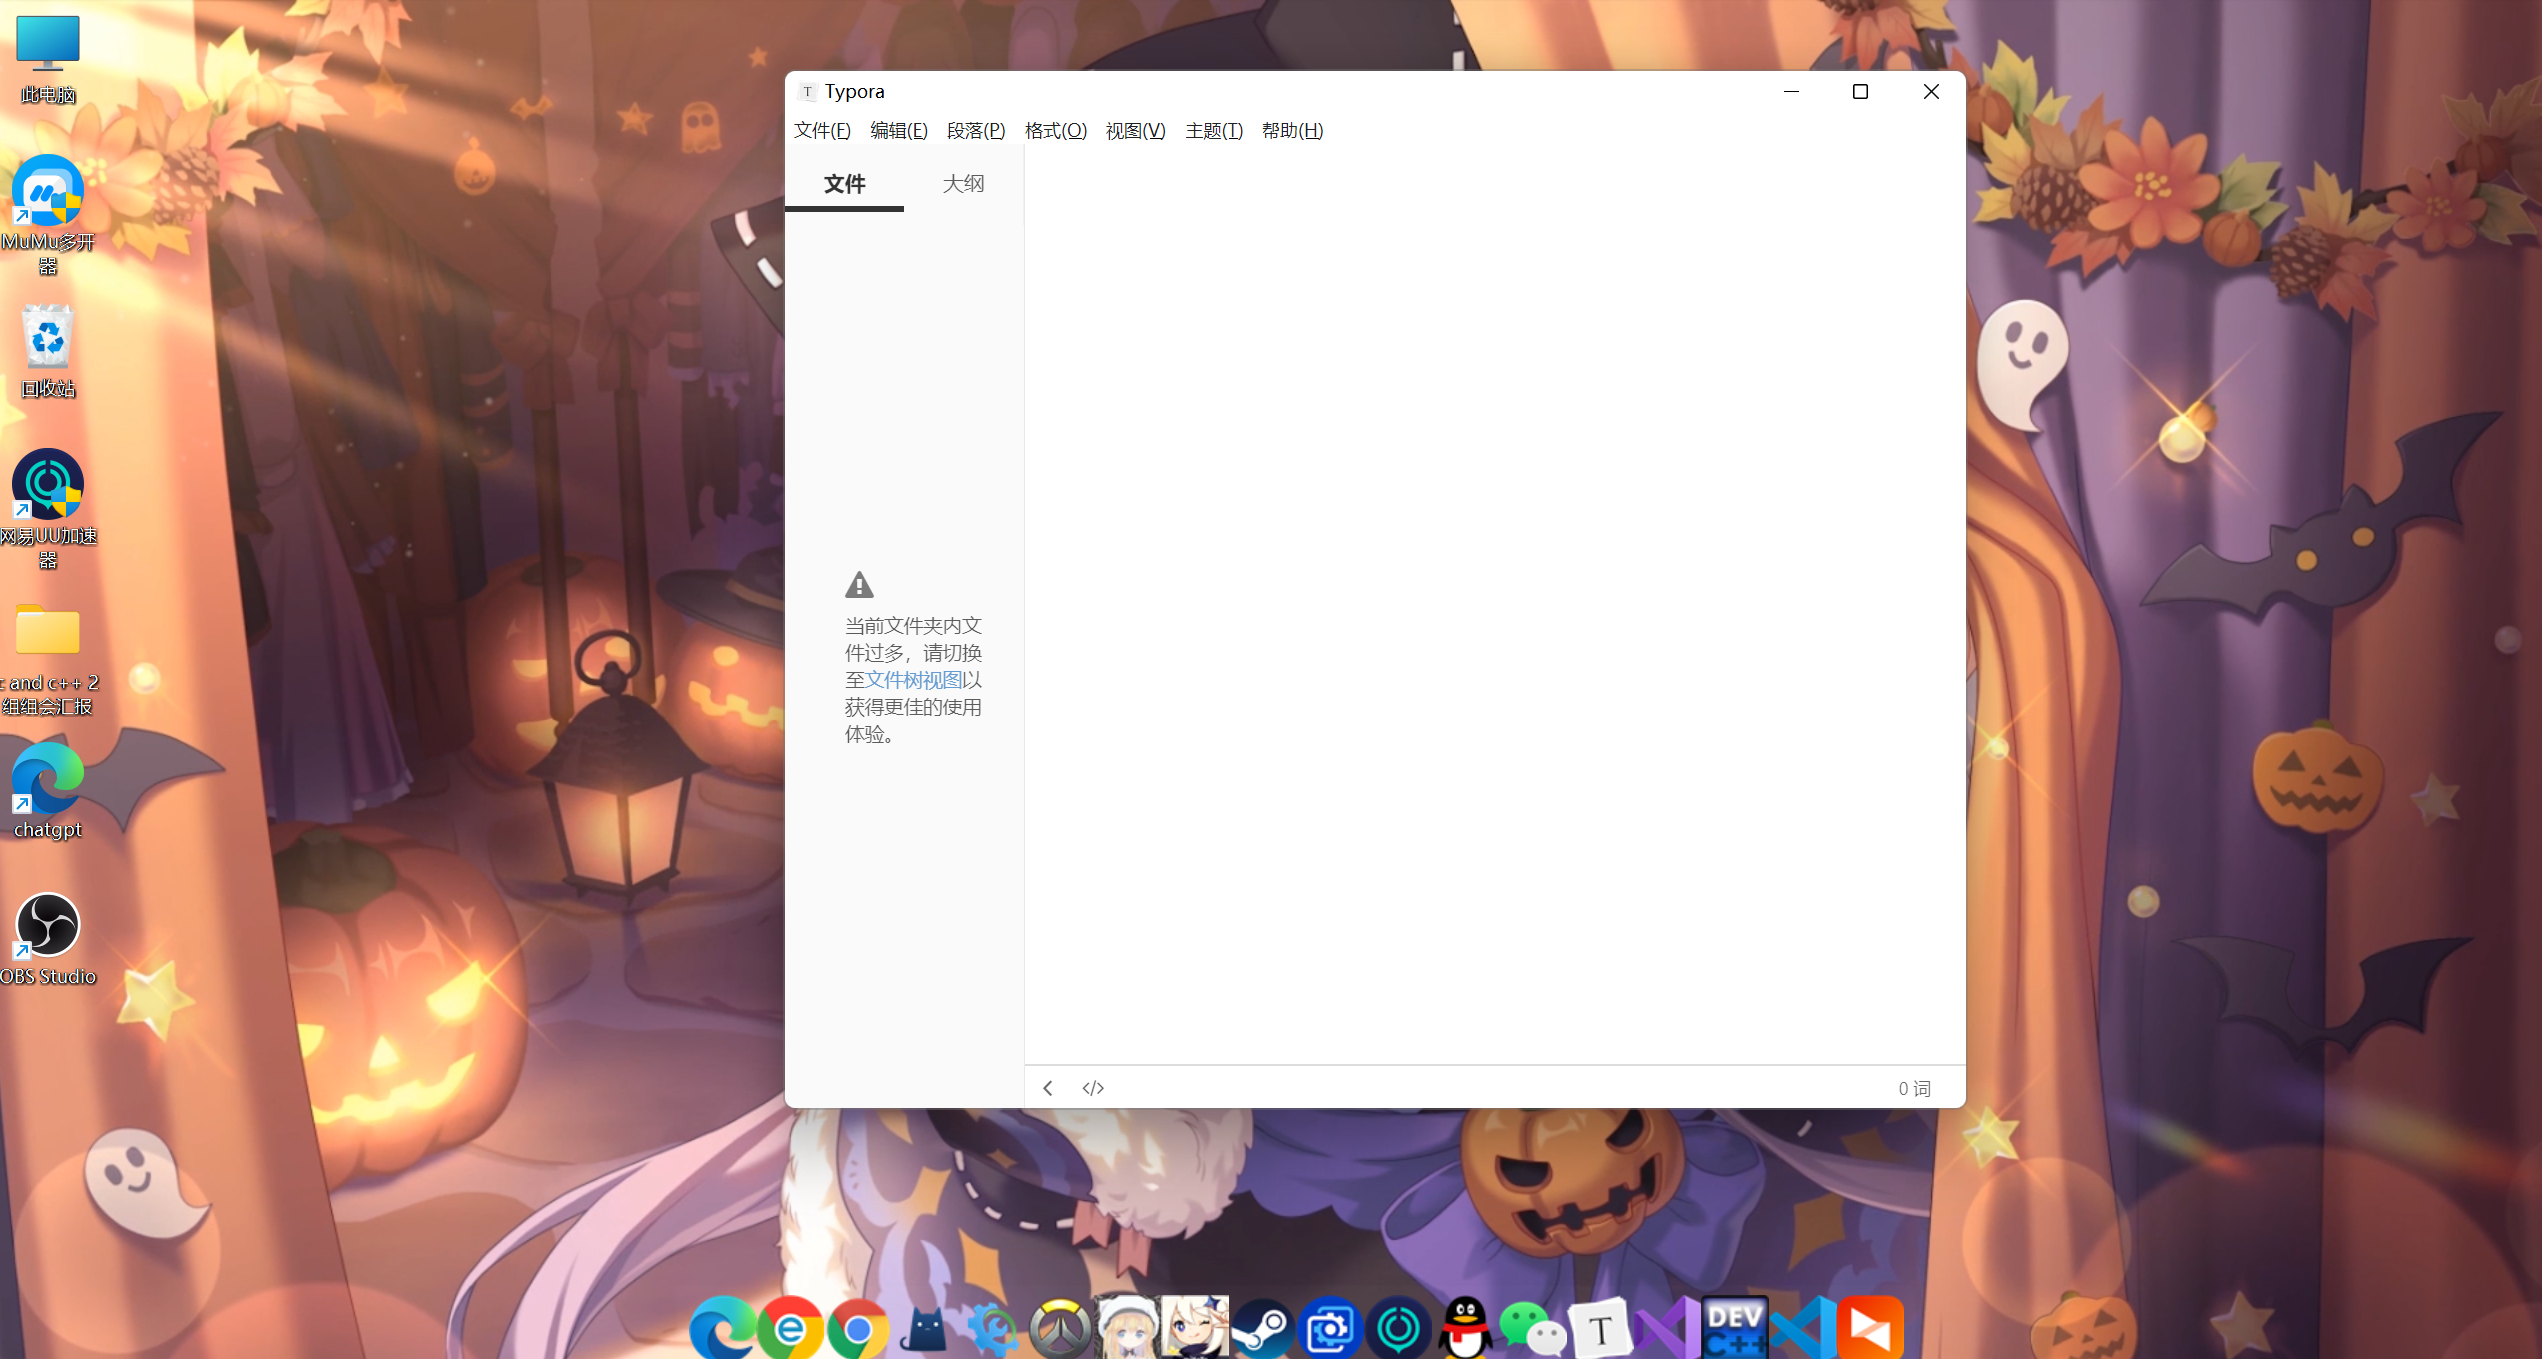 此电脑
MuMu多开
器
回收站
网易UU加速
器
c and c++ 2
组组会汇报
chatgpt
OBS Studio
T Typora
文件(F) 编辑(E) 段落(P) 格式(O) 视图(V) 主题(T) 帮助(H)
文件 大纲
当前文件夹内文
件过多，请切换
至文件树视图以
获得更佳的使用
体验。
</> 0 词
T
DEV
C++